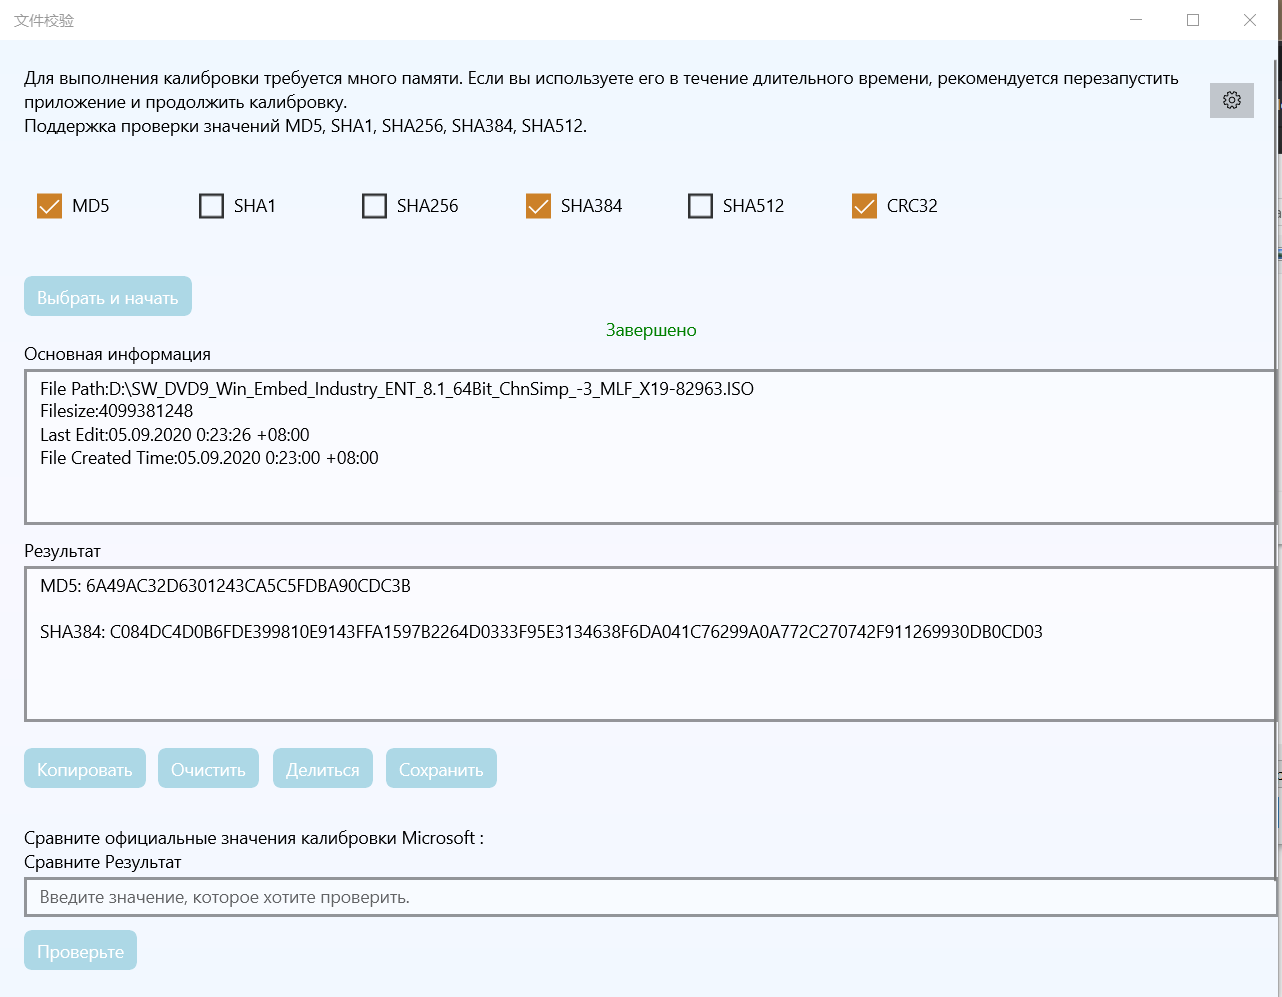 文件校验
Для выполнения калибровки требуется много памяти. Если вы используете его в течение длительного времени, рекомендуется перезапустить
приложение и продолжить калибровку.
Поддержка проверки значений MD5, SHA1, SHA256, SHA384, SHA512.
MD5 SHA1 SHA256 SHA384 SHA512 CRC32
Выбрать и начать
Завершено
Основная информация
File Path:D:\SW_DVD9_Win_Embed_Industry_ENT_8.1_64Bit_ChnSimp_-3_MLF_X19-82963.ISO
Filesize:4099381248
Last Edit:05.09.2020 0:23:26 +08:00
File Created Time:05.09.2020 0:23:00 +08:00
Результат
MD5: 6A49AC32D6301243CA5C5FDBA90CDC3B
SHA384: C084DC4D0B6FDE399810E9143FFA1597B2264D0333F95E3134638F6DA041C76299A0A772C270742F911269930DB0CD03
Копировать Очистить Делиться Сохранить
Сравните официальные значения калибровки Microsoft :
Сравните Результат
Введите значение, которое хотите проверить.
Проверьте